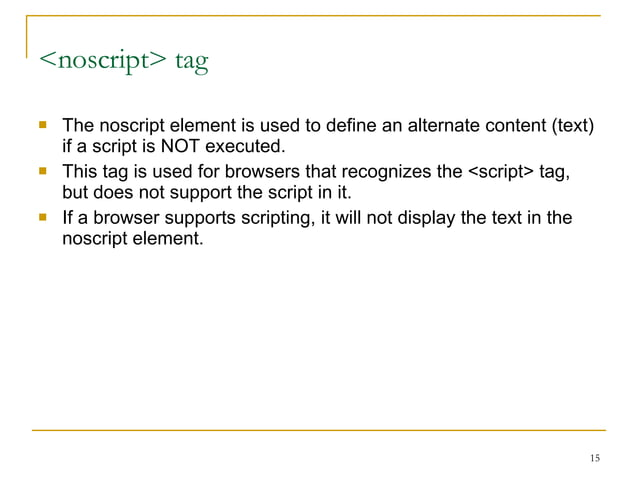 <noscript> tag
The noscript element is used to define an alternate content (text)
if a script is NOT executed.
This tag is used for browsers that recognizes the <script> tag,
but does not support the script in it.
If a browser supports scripting, it will not display the text in the
noscript element.
15